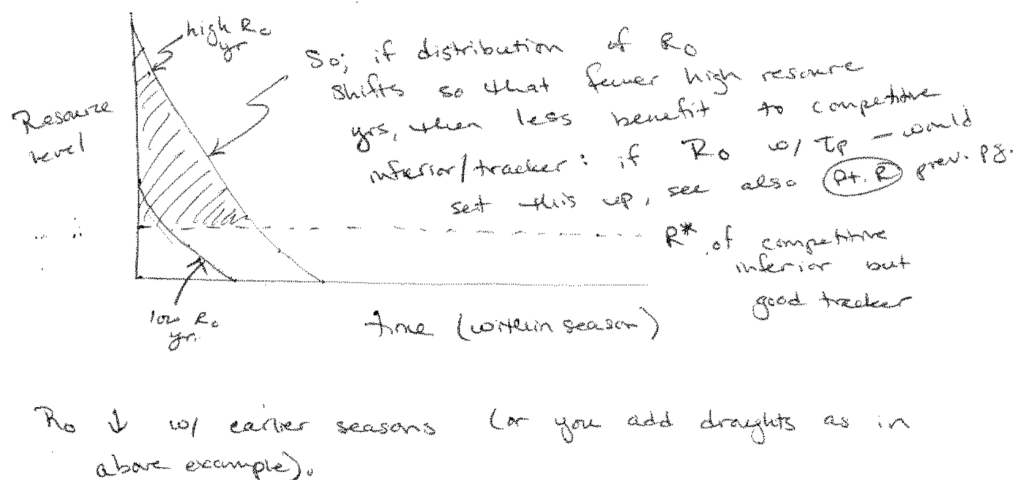 high R0
yr
So; if distribution of R0
shifts so that fewer high resource
yrs, then less benefit to competitive
inferior/tracker: if R0 w/ τp – would
set this up, see also pt. R prev. pg.
Resource
level
R* of competitive
inferior but
good tracker
low R0
yr.
time (within season)
R0 ↓ w/ earlier seasons (or you add draughts as in
above example).